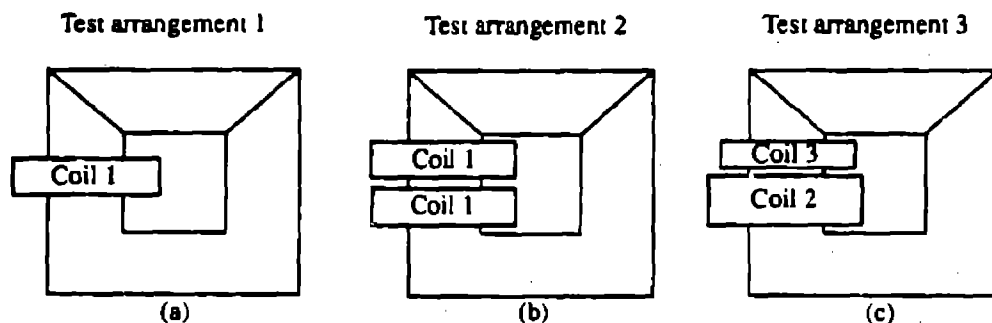 Test arrangement 1
Test arrangement 2
Test arrangement 3
Coil 1
Coil 1
Coil 1
Coil 3
Coil 2
(a)
(b)
(c)